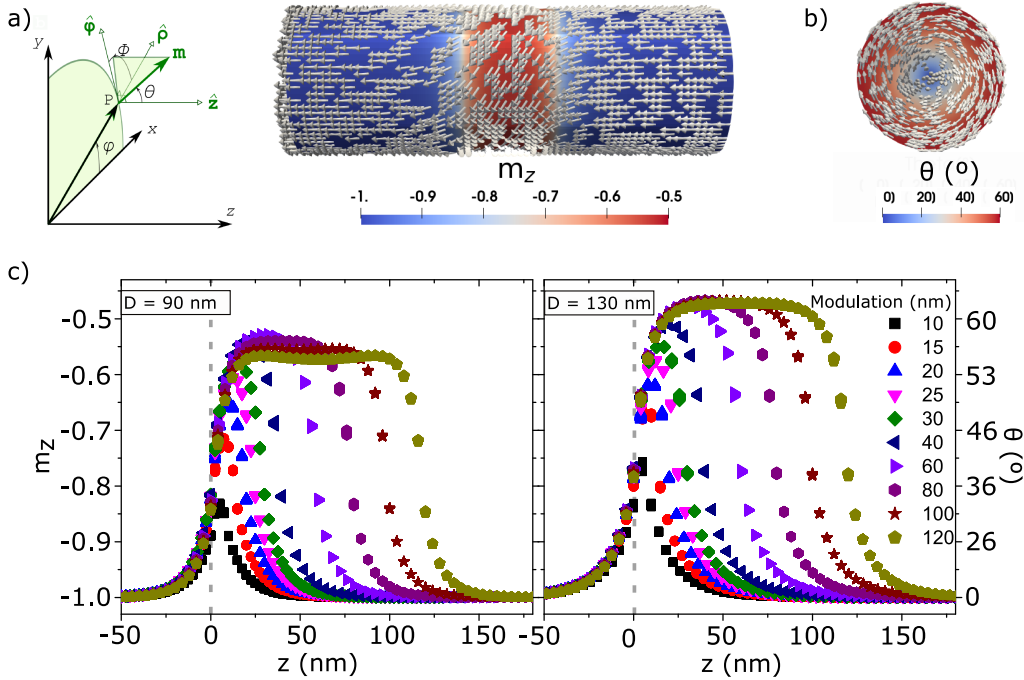 a)
b)
y
φ̂
Φ
ρ̂
m
P
θ
ẑ
x
φ
z
m_z
-1. -0.9 -0.8 -0.7 -0.6 -0.5
θ (º)
0) 20) 40) 60)
c)
D = 90 nm
D = 130 nm
Modulation (nm)
10
15
20
25
30
40
60
80
100
120
m_z
-0.5
-0.6
-0.7
-0.8
-0.9
-1.0
60
53
46
36
26
0
θ (º)
-50 0 50 100 -50 0 50 100 150
z (nm)
z (nm)